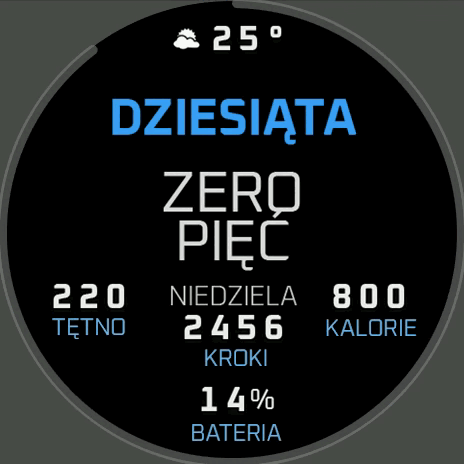 25°
DZIESIĄTA
ZERO
PIĘĆ
NIEDZIELA
220
TĘTNO
2456
KROKI
800
KALORIE
14%
BATERIA